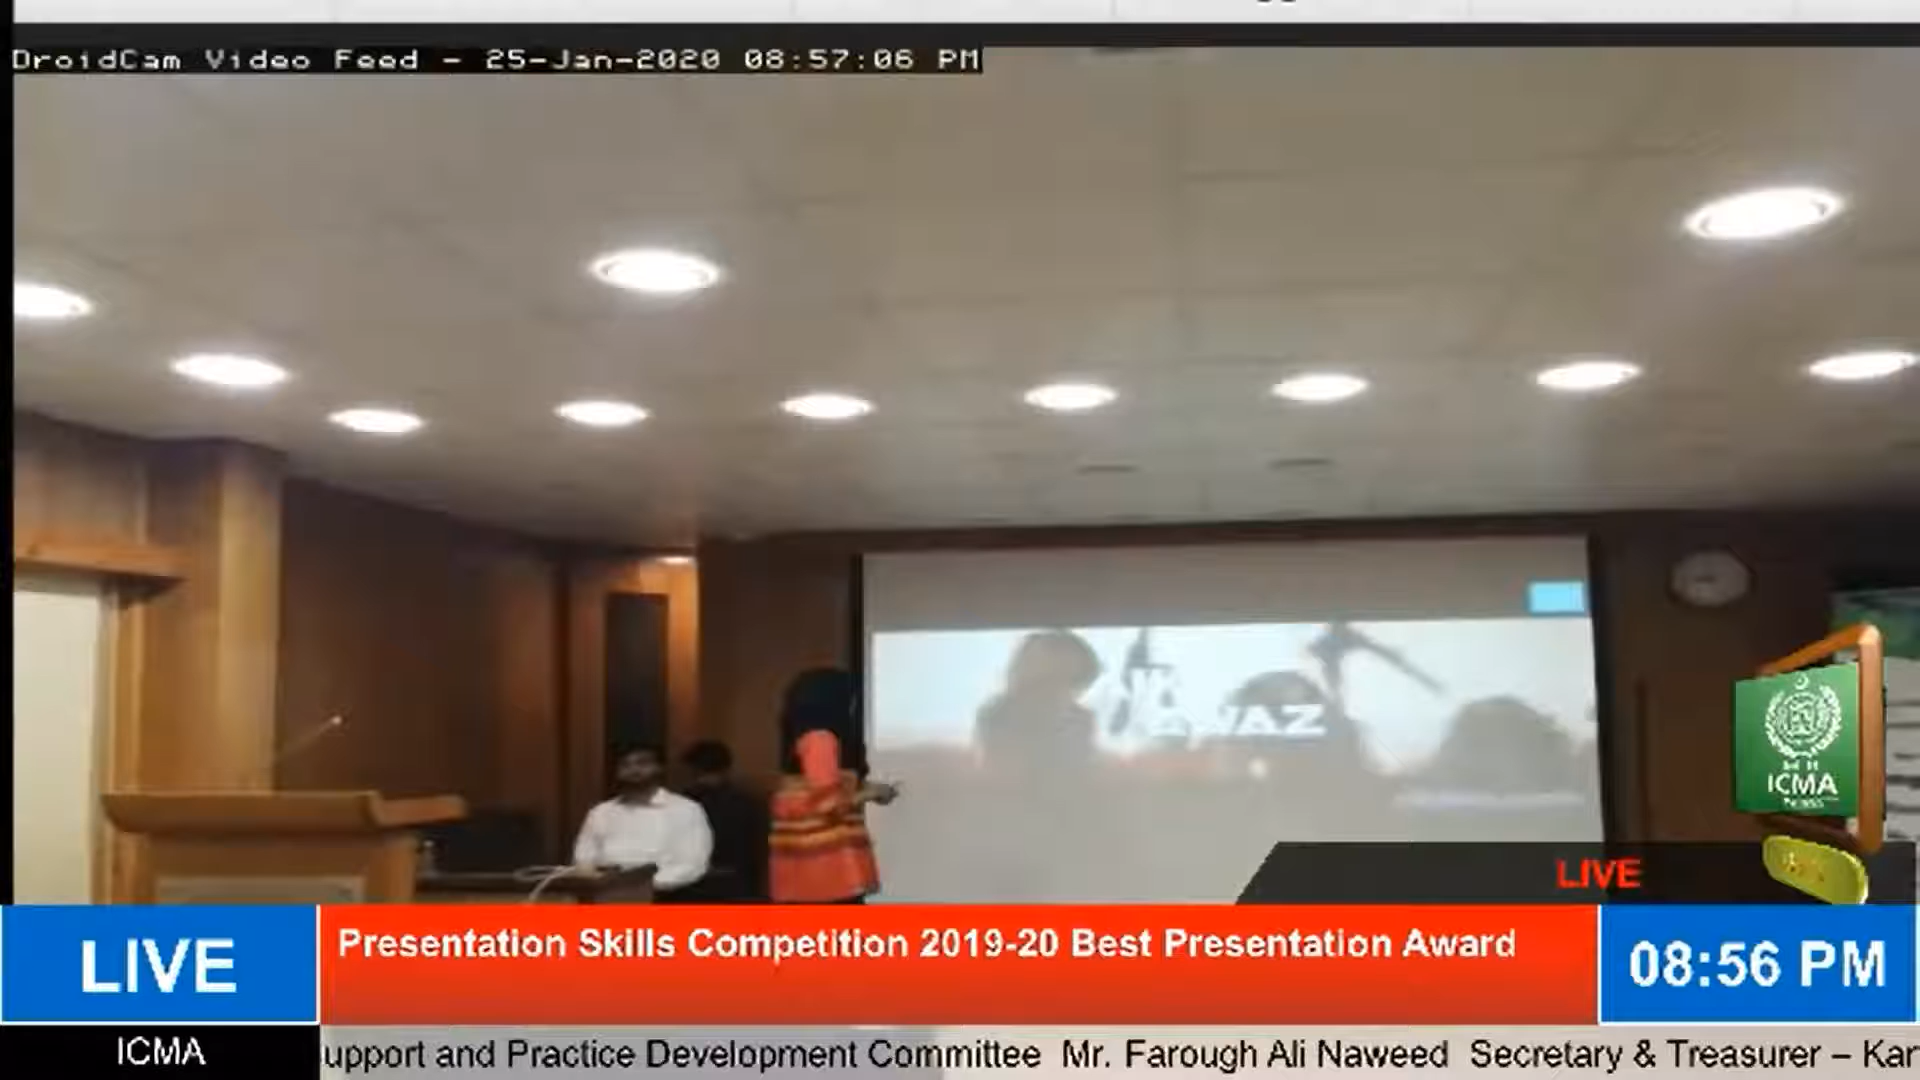 DroidCam Video Feed - 25-Jan-2020 08:57:06 PM
AWAZ
ICMA
LIVE
LIVE
Presentation Skills Competition 2019-20 Best Presentation Award
08:56 PM
ICMA
upport and Practice Development Committee Mr. Farough Ali Naweed Secretary & Treasurer – Kar